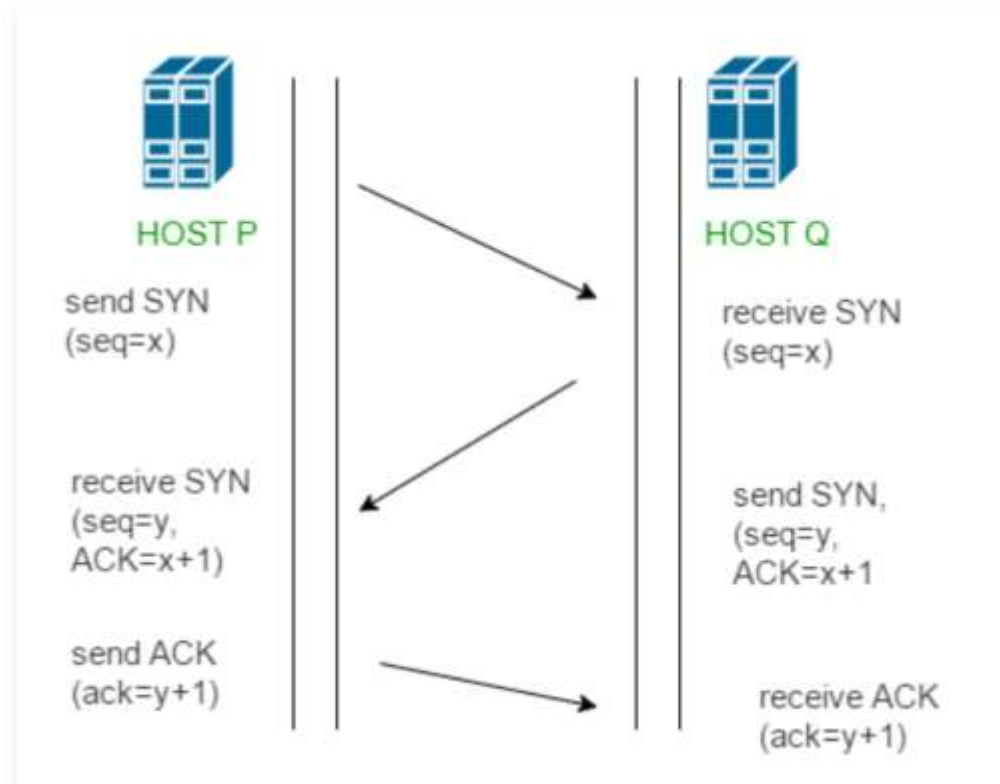 HOST P
HOST Q
send SYN
(seq=x)
receive SYN
(seq=x)
receive SYN
(seq=y,
ACK=x+1)
send SYN,
(seq=y,
ACK=x+1
send ACK
(ack=y+1)
receive ACK
(ack=y+1)